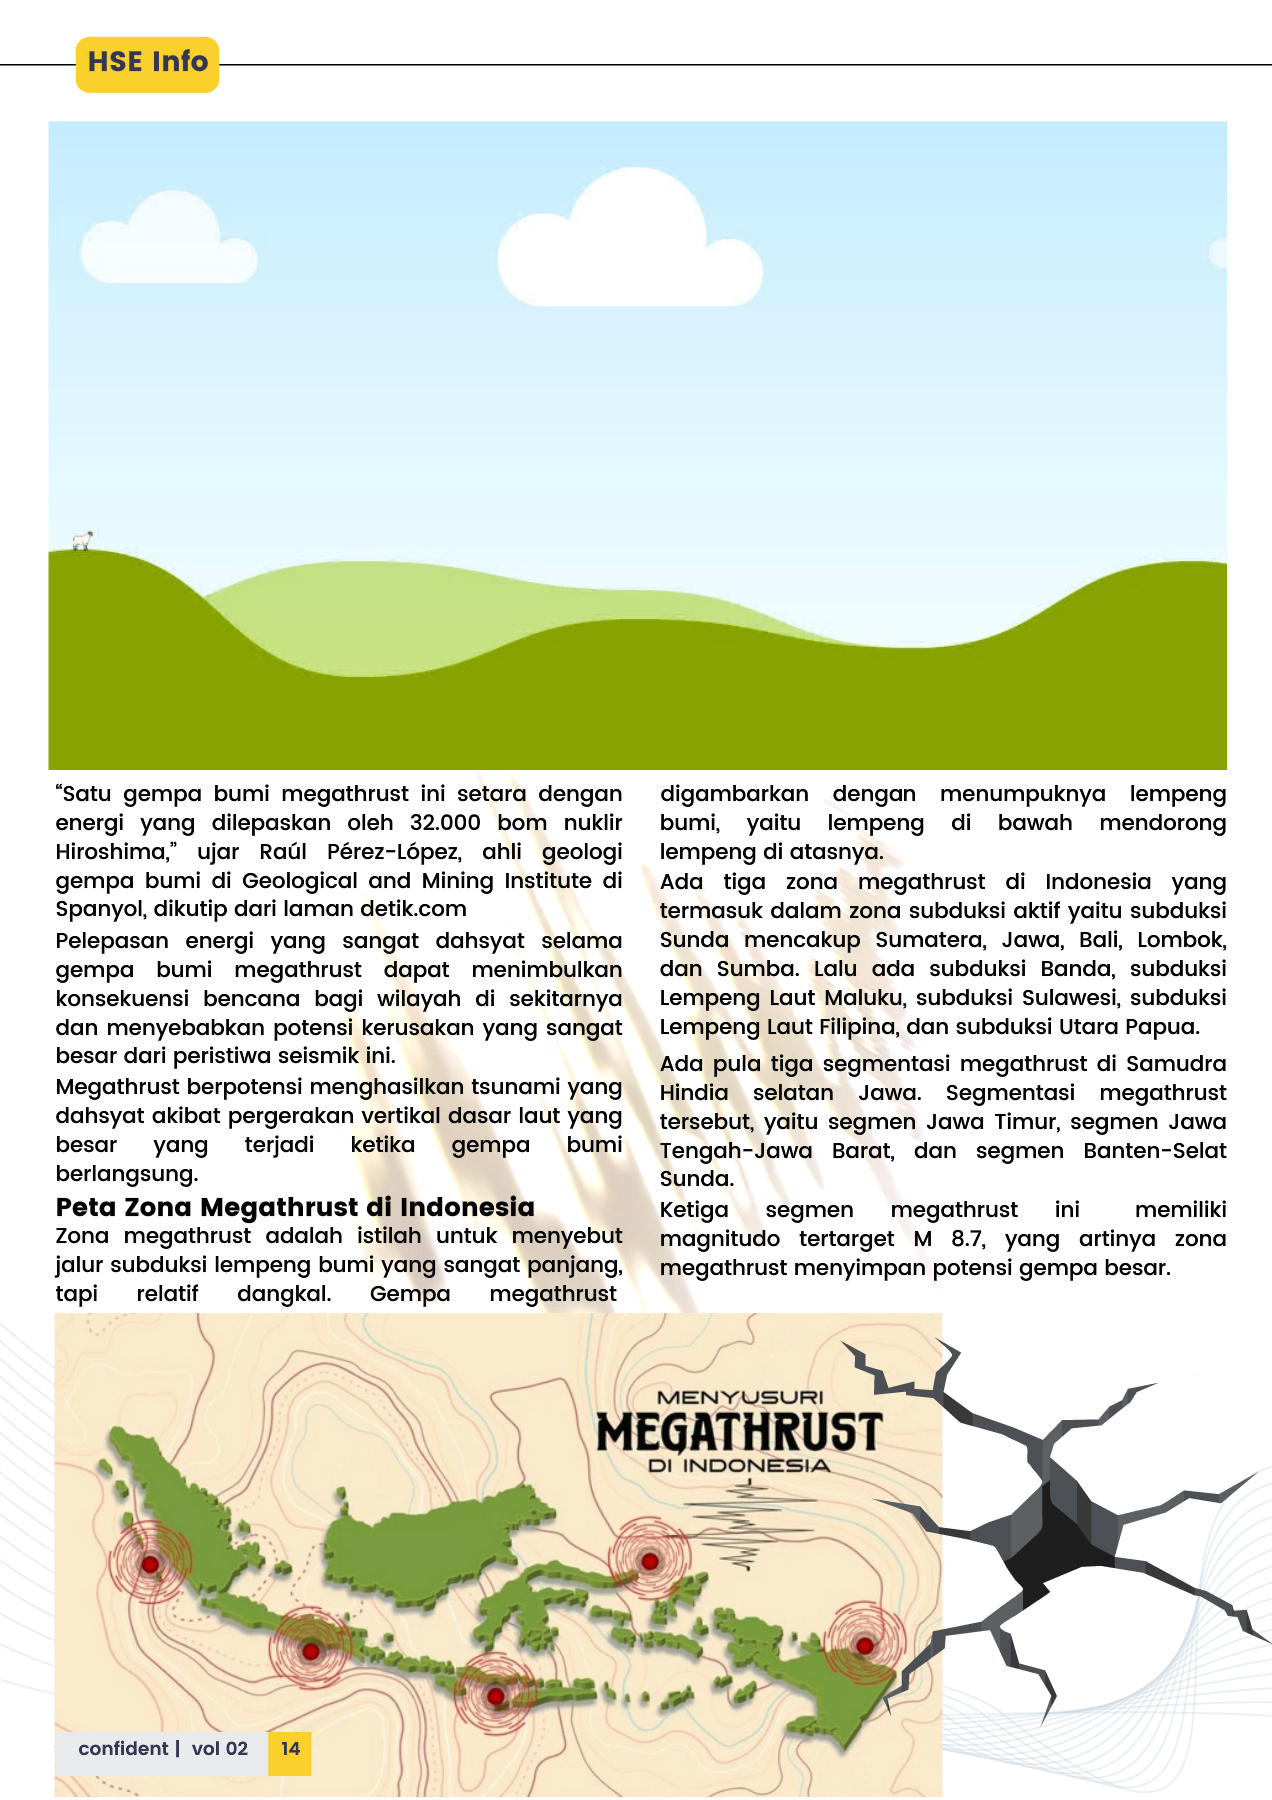 HSE Info
“Satu gempa bumi megathrust ini setara dengan
energi yang dilepaskan oleh 32.000 bom nuklir
Hiroshima,” ujar Raúl Pérez-López, ahli geologi
gempa bumi di Geological and Mining Institute di
Spanyol, dikutip dari laman detik.com
Pelepasan energi yang sangat dahsyat selama
gempa bumi megathrust dapat menimbulkan
konsekuensi bencana bagi wilayah di sekitarnya
dan menyebabkan potensi kerusakan yang sangat
besar dari peristiwa seismik ini.
Megathrust berpotensi menghasilkan tsunami yang
dahsyat akibat pergerakan vertikal dasar laut yang
besar yang terjadi ketika gempa bumi
berlangsung.
Peta Zona Megathrust di Indonesia
Zona megathrust adalah istilah untuk menyebut
jalur subduksi lempeng bumi yang sangat panjang,
tapi relatif dangkal. Gempa megathrust
digambarkan dengan menumpuknya lempeng
bumi, yaitu lempeng di bawah mendorong
lempeng di atasnya.
Ada tiga zona megathrust di Indonesia yang
termasuk dalam zona subduksi aktif yaitu subduksi
Sunda mencakup Sumatera, Jawa, Bali, Lombok,
dan Sumba. Lalu ada subduksi Banda, subduksi
Lempeng Laut Maluku, subduksi Sulawesi, subduksi
Lempeng Laut Filipina, dan subduksi Utara Papua.
Ada pula tiga segmentasi megathrust di Samudra
Hindia selatan Jawa. Segmentasi megathrust
tersebut, yaitu segmen Jawa Timur, segmen Jawa
Tengah-Jawa Barat, dan segmen Banten-Selat
Sunda.
Ketiga segmen megathrust ini memiliki
magnitudo tertarget M 8.7, yang artinya zona
megathrust menyimpan potensi gempa besar.
MENYUSURI
MEGATHRUST
DI INDONESIA
confident | vol 02 14